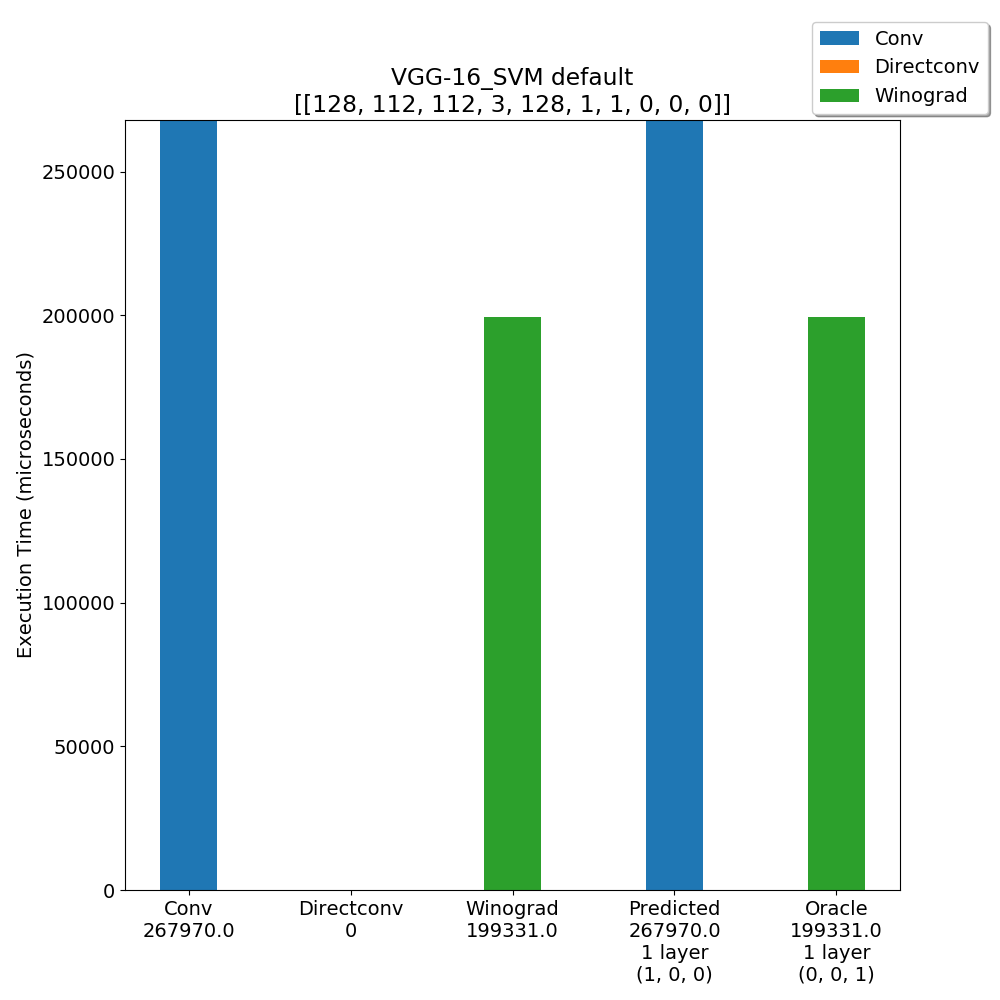 Conv
Directconv
Winograd
VGG-16_SVM default
[[128, 112, 112, 3, 128, 1, 1, 0, 0, 0]]
Execution Time (microseconds)
250000
200000
150000
100000
50000
0
Conv
267970.0
Directconv
0
Winograd
199331.0
Predicted
267970.0
1 layer
(1, 0, 0)
Oracle
199331.0
1 layer
(0, 0, 1)